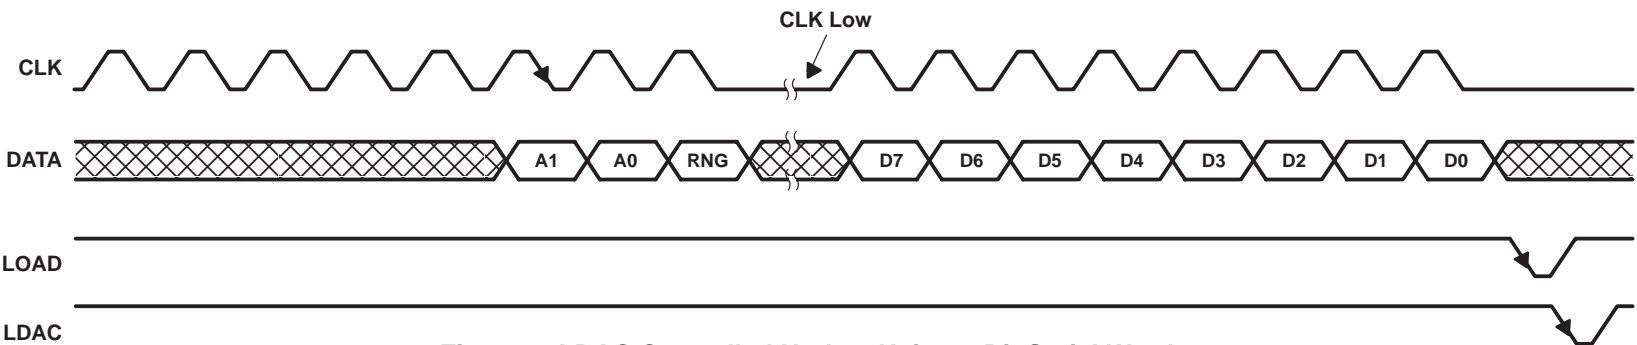 CLK Low
CLK
DATA
A1 A0 RNG D7 D6 D5 D4 D3 D2 D1 D0
LOAD
LDAC